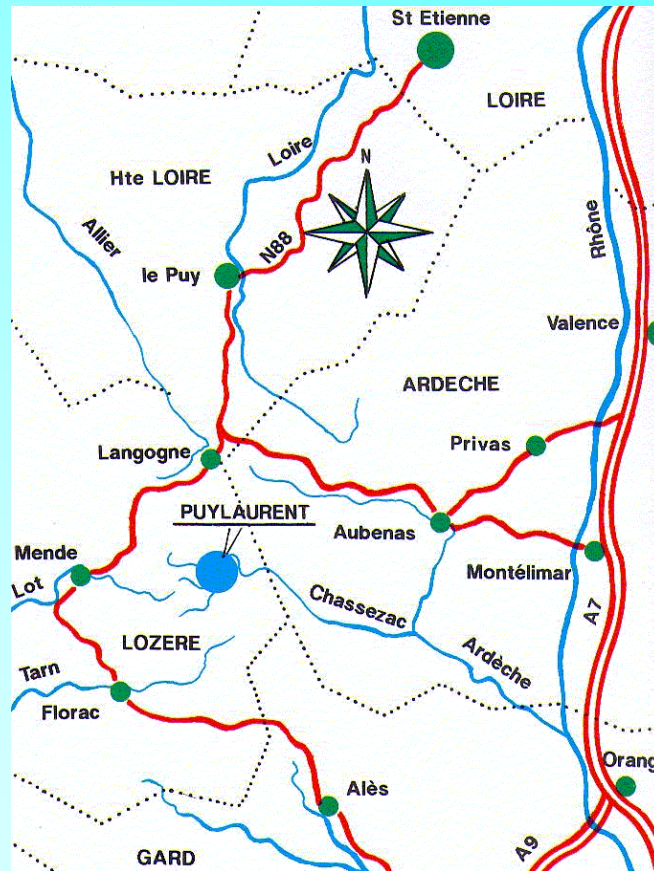 St Etienne
LOIRE
Loire
Hte LOIRE
N
Allier
N88
Rhône
le Puy
Valence
ARDECHE
Privas
Langogne
PUYLAURENT
Aubenas
Mende
Montélimar
Lot
Chassezac
A7
LOZERE
Ardèche
Tarn
Florac
Orang
Alès
A9
GARD